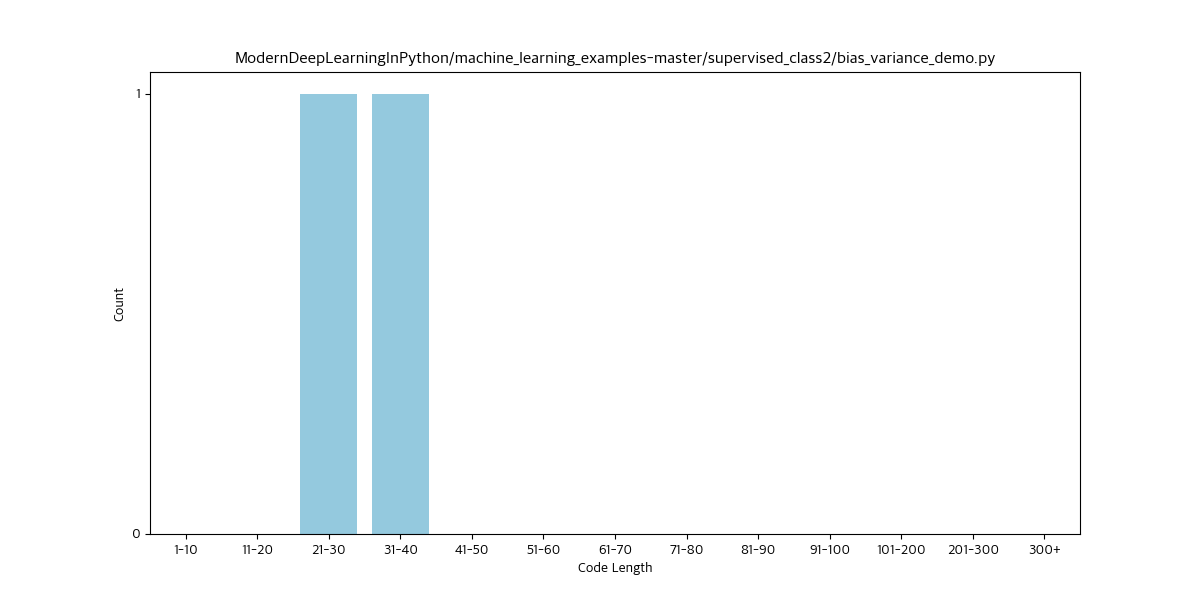 ModernDeepLearningInPython/machine_learning_examples-master/supervised_class2/bias_variance_demo.py
1
Count
0
1-10 11-20 21-30 31-40 41-50 51-60 61-70 71-80 81-90 91-100 101-200 201-300 300+
Code Length